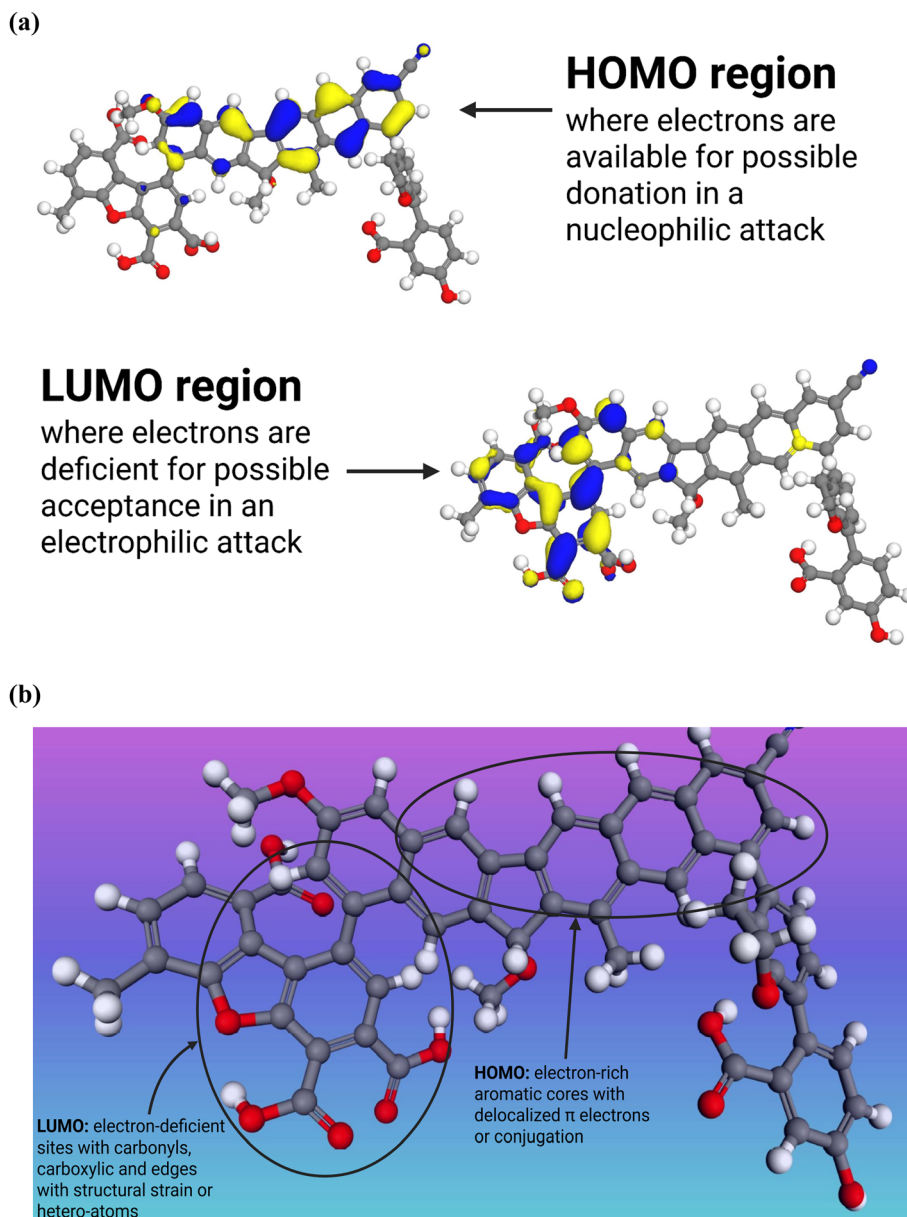 (a)
HOMO region
where electrons are
available for possible
donation in a
nucleophilic attack
LUMO region
where electrons are
deficient for possible
acceptance in an
electrophilic attack
(b)
HOMO: electron-rich
aromatic cores with
delocalized π electrons
or conjugation
LUMO: electron-deficient
sites with carbonyls,
carboxylic and edges
with structural strain or
hetero-atoms